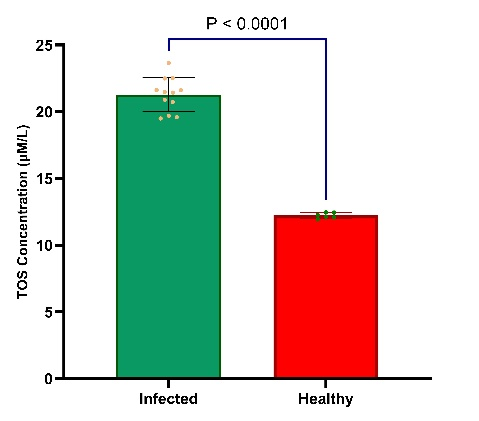 P < 0.0001
25
20
15
10
5
0
TOS Concentration (µM/L)
Infected
Healthy